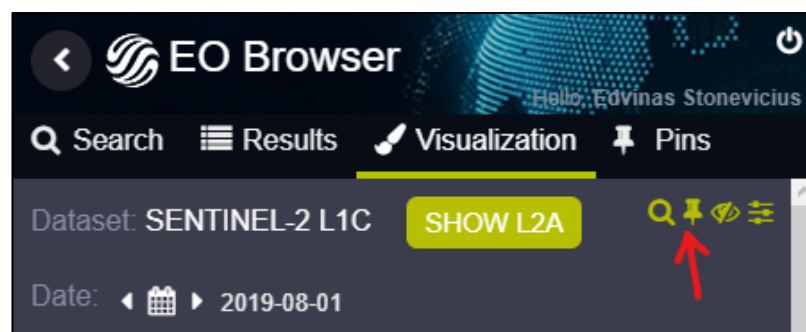 EO Browser
Hello, Edvinas Stonevicius
Search Results Visualization Pins
Dataset: SENTINEL-2 L1C SHOW L2A
Date: 2019-08-01